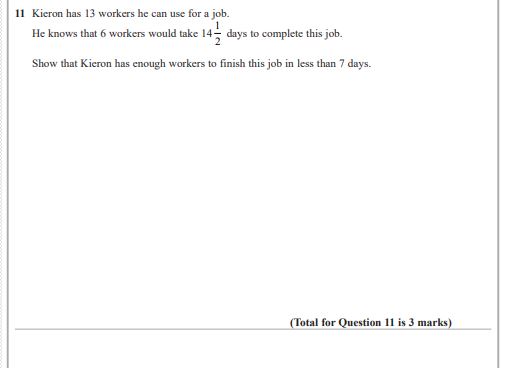 11 Kieron has 13 workers he can use for a job.
He knows that 6 workers would take 14 1/2 days to complete this job.
Show that Kieron has enough workers to finish this job in less than 7 days.
(Total for Question 11 is 3 marks)